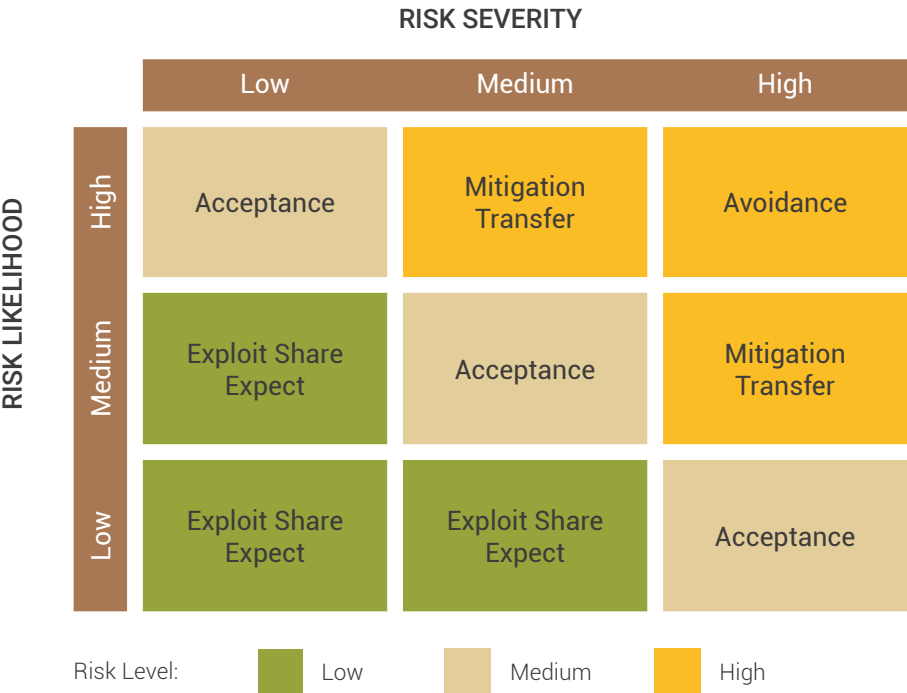 RISK SEVERITY
Low
Medium
High
RISK LIKELIHOOD
High
Acceptance
Mitigation
Transfer
Avoidance
Medium
Exploit Share
Expect
Acceptance
Mitigation
Transfer
Low
Exploit Share
Expect
Exploit Share
Expect
Acceptance
Risk Level:
Low
Medium
High